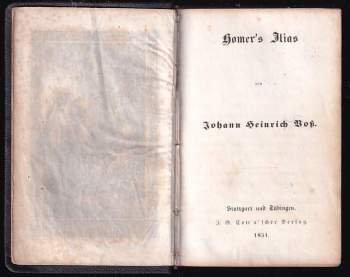 Homer's Ilias
von
Johann Heinrich Voß.
Stuttgart und Tübingen.
J. G. Cotta'scher Verlag
1851.